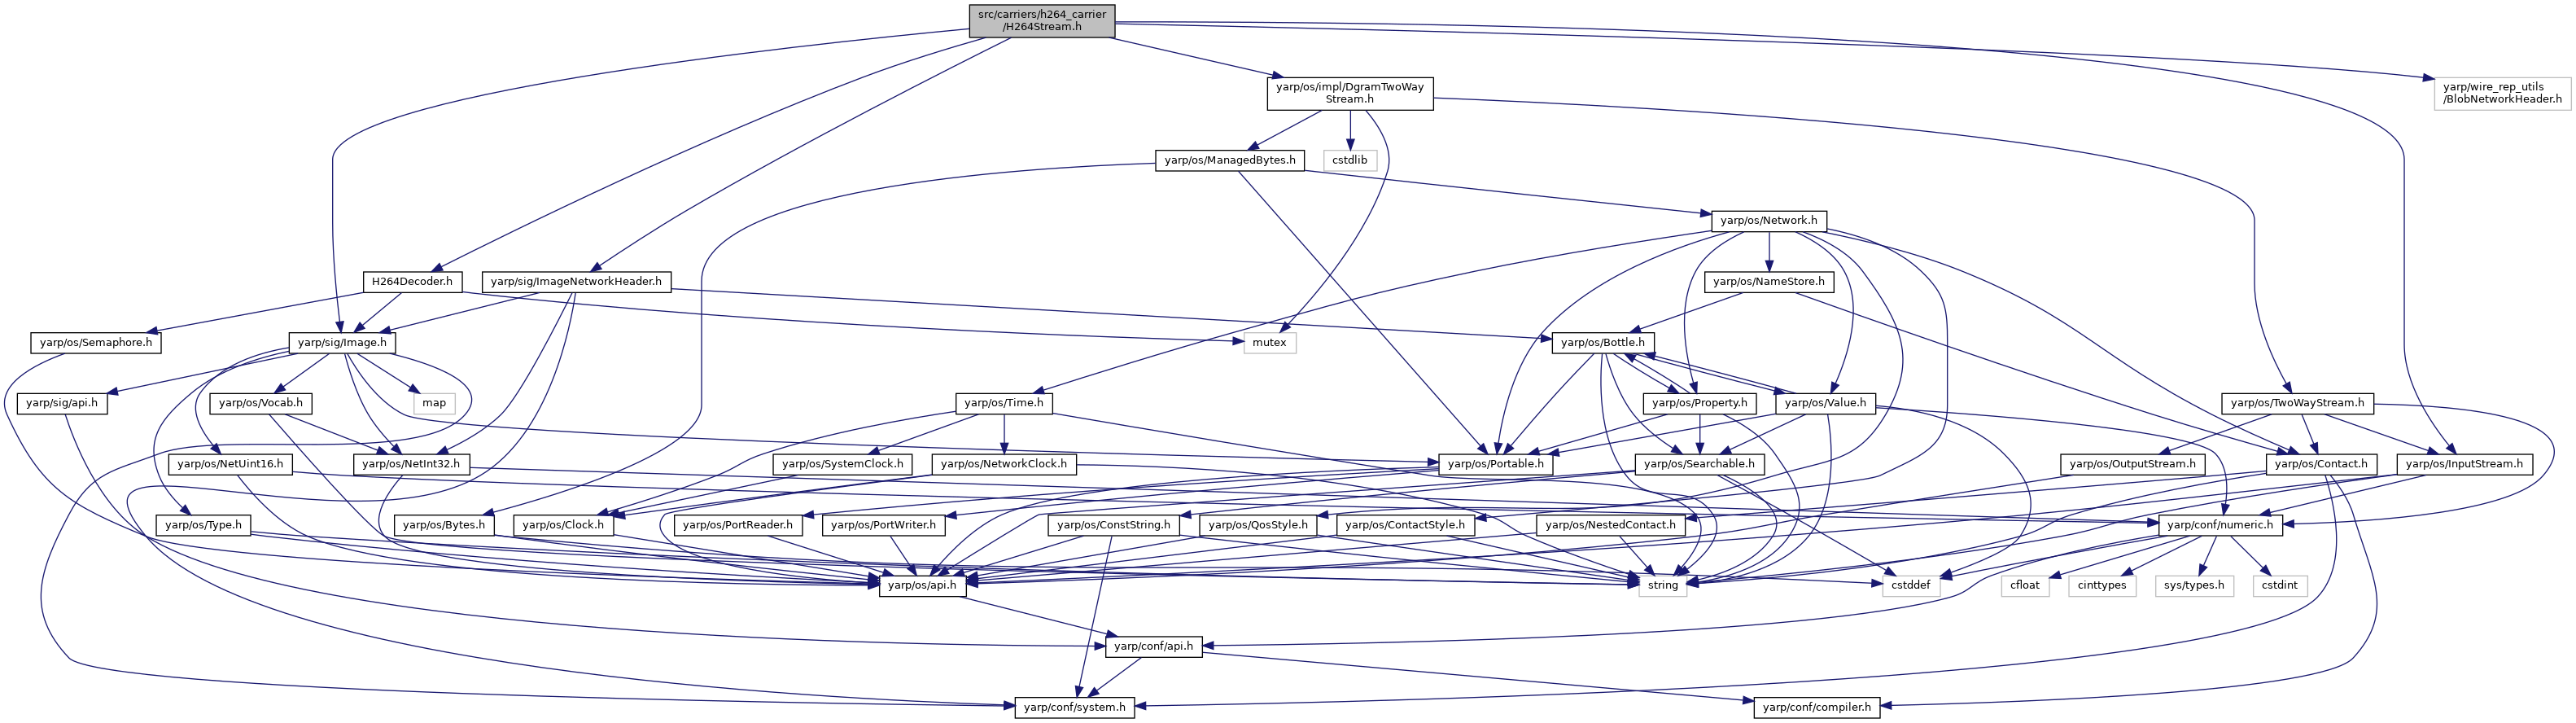 src/carriers/h264_carrier
/H264Stream.h
yarp/os/impl/DgramTwoWay
Stream.h
yarp/wire_rep_utils
/BlobNetworkHeader.h
yarp/os/ManagedBytes.h
cstdlib
yarp/os/Network.h
H264Decoder.h
yarp/sig/ImageNetworkHeader.h
yarp/os/NameStore.h
yarp/os/Semaphore.h
yarp/sig/Image.h
mutex
yarp/os/Bottle.h
yarp/sig/api.h
yarp/os/Vocab.h
map
yarp/os/Time.h
yarp/os/Property.h
yarp/os/Value.h
yarp/os/TwoWayStream.h
yarp/os/NetUint16.h
yarp/os/NetInt32.h
yarp/os/SystemClock.h
yarp/os/NetworkClock.h
yarp/os/Portable.h
yarp/os/Searchable.h
yarp/os/OutputStream.h
yarp/os/Contact.h
yarp/os/InputStream.h
yarp/os/Type.h
yarp/os/Bytes.h
yarp/os/Clock.h
yarp/os/PortReader.h
yarp/os/PortWriter.h
yarp/os/ConstString.h
yarp/os/QosStyle.h
yarp/os/ContactStyle.h
yarp/os/NestedContact.h
yarp/conf/numeric.h
yarp/os/api.h
string
cstddef
cfloat
cinttypes
sys/types.h
cstdint
yarp/conf/api.h
yarp/conf/system.h
yarp/conf/compiler.h